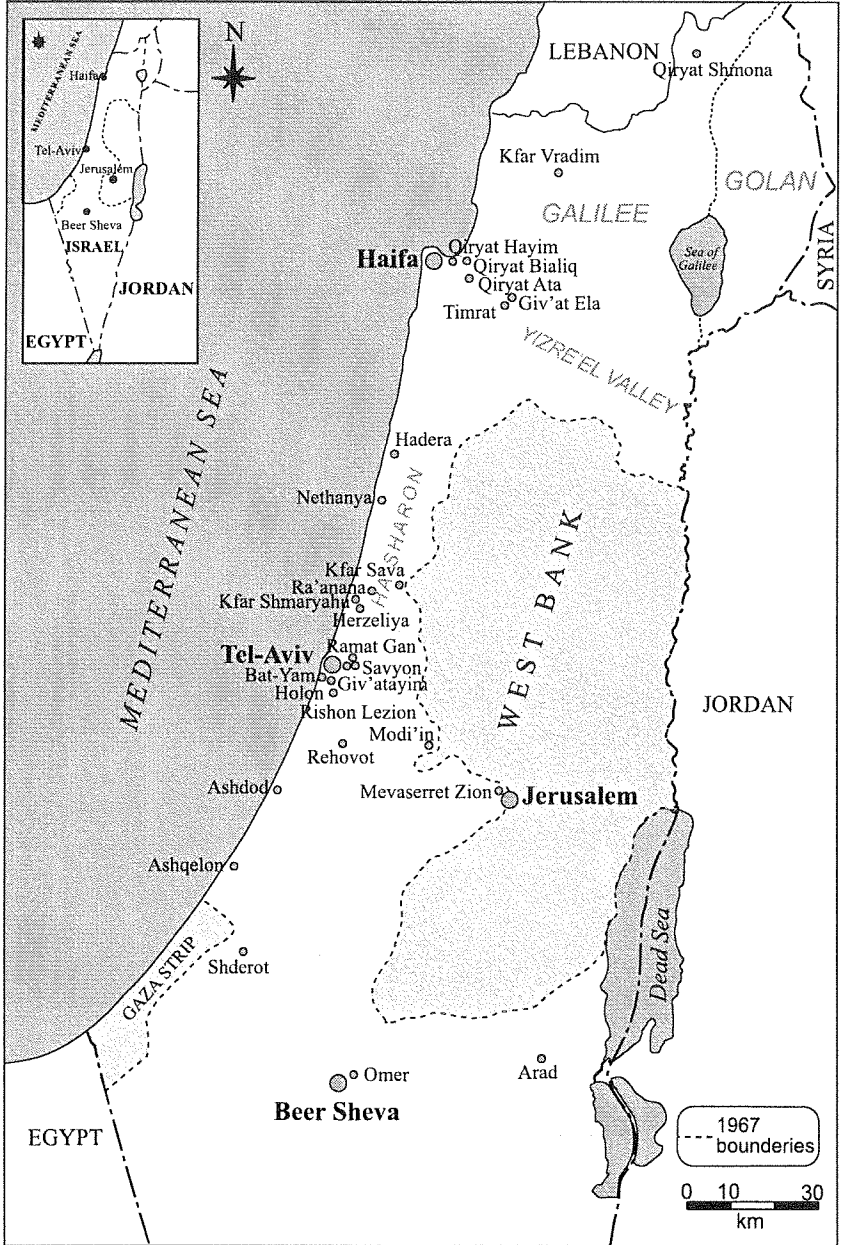 N
MEDITERRANEAN SEA
Haifa
Tel-Aviv
Jerusalem
Beer Sheva
ISRAEL
JORDAN
EGYPT
LEBANON
Qiryat Shmona
Kfar Vradim
GALILEE
GOLAN
SYRIA
Sea of
Galilee
Haifa
Qiryat Hayim
Qiryat Bialiq
Qiryat Ata
Giv'at Ela
Timrat
YIZRE'EL VALLEY
MEDITERRANEAN SEA
Hadera
Nethanya
HASHARON
Kfar Sava
Ra'anana
Kfar Shmaryahu
Herzeliya
WEST BANK
Ramat Gan
Tel-Aviv
Savyon
Bat-Yam
Giv'atayim
Holon
Rishon Lezion
Modi'in
Rehovot
JORDAN
Ashdod
Mevaserret Zion
Jerusalem
Ashqelon
Dead Sea
Shderot
GAZA STRIP
Omer
Arad
Beer Sheva
EGYPT
1967
bounderies
0 10 30
km